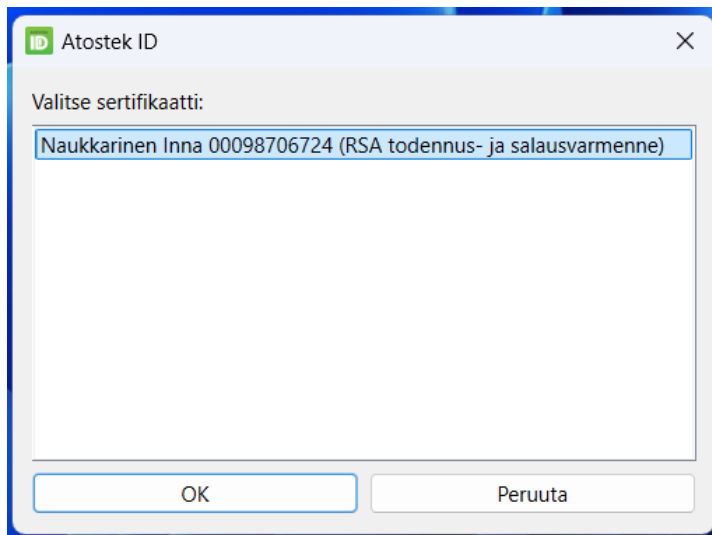 ID Atostek ID
Valitse sertifikaatti:
Naukkarinen Inna 00098706724 (RSA todennus- ja salausvarmenne)
OK
Peruuta